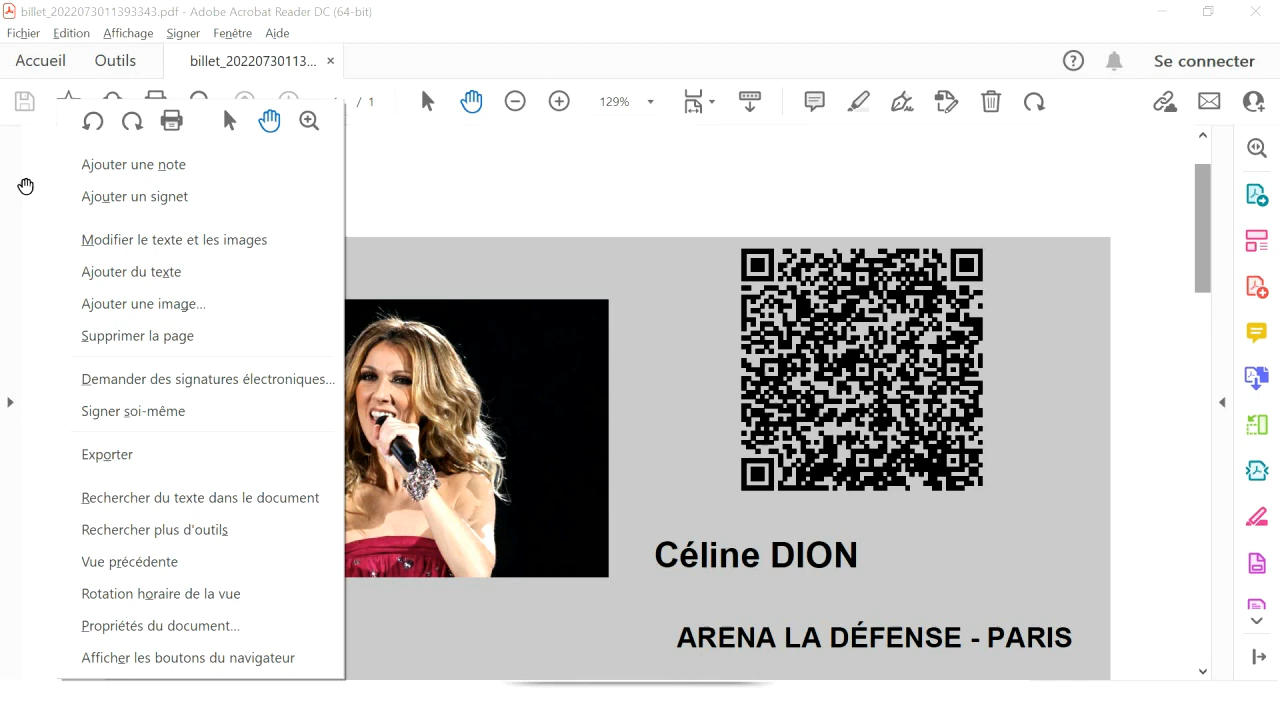 billet_2022073011393343.pdf - Adobe Acrobat Reader DC (64-bit)
Fichier Edition Affichage Signer Fenêtre Aide
Accueil Outils billet_20220730113... × Se connecter
/ 1 129%
Ajouter une note
Ajouter un signet
Modifier le texte et les images
Ajouter du texte
Ajouter une image...
Supprimer la page
Demander des signatures électroniques...
Signer soi-même
Exporter
Rechercher du texte dans le document
Rechercher plus d'outils
Vue précédente
Rotation horaire de la vue
Propriétés du document...
Afficher les boutons du navigateur
Céline DION
ARENA LA DÉFENSE - PARIS